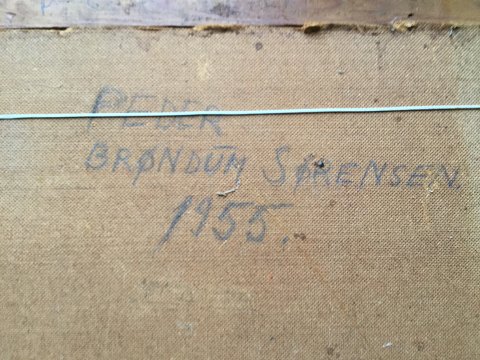 PEDER
BRØNDUM SØRENSEN.
1955.